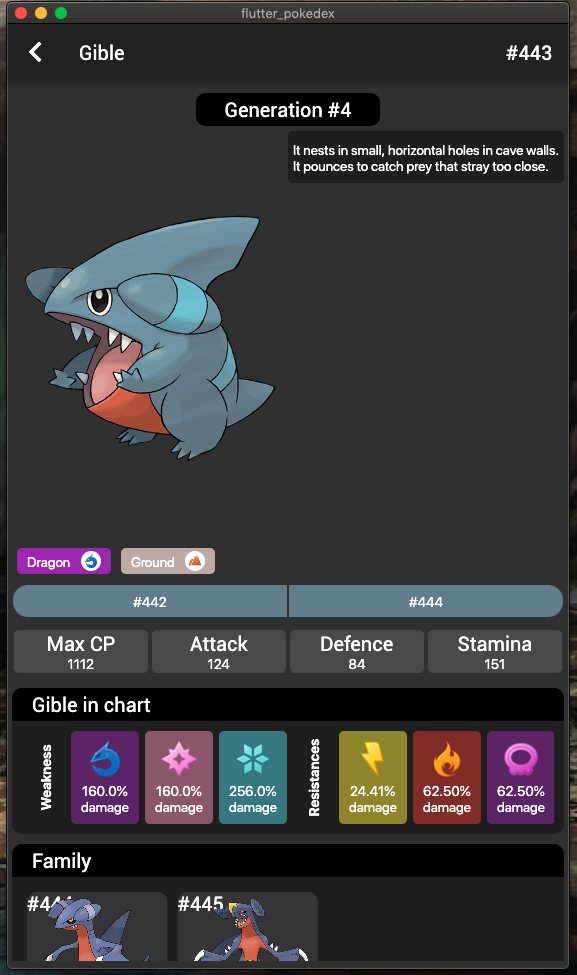 flutter_pokedex
Gible
#443
Generation #4
It nests in small, horizontal holes in cave walls.
It pounces to catch prey that stray too close.
Dragon
Ground
#442
#444
Max CP
1112
Attack
124
Defence
84
Stamina
151
Gible in chart
Weakness
160.0%
damage
160.0%
damage
256.0%
damage
Resistances
24.41%
damage
62.50%
damage
62.50%
damage
Family
#444
#445